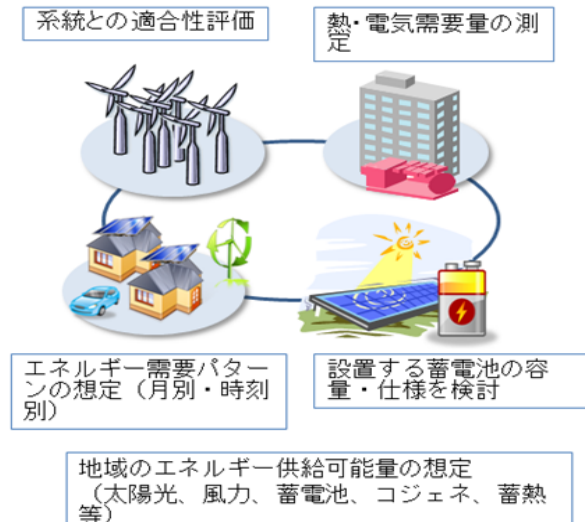 系統との適合性評価
熱・電気需要量の測
定
エネルギー需要パター
ンの想定（月別・時刻
別）
設置する蓄電池の容
量・仕様を検討
地域のエネルギー供給可能量の想定
（太陽光、風力、蓄電池、コジェネ、蓄熱
等）